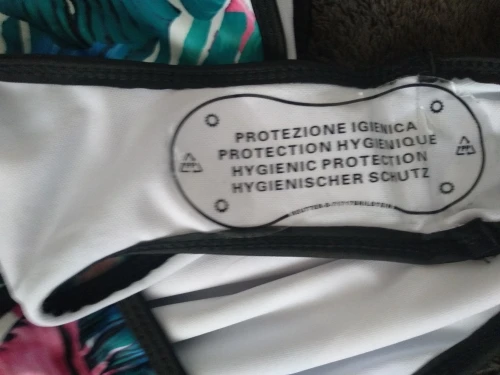 PROTEZIONE IGIENICA
PROTECTION HYGIENIQUE
HYGIENIC PROTECTION
HYGIENISCHER SCHUTZ